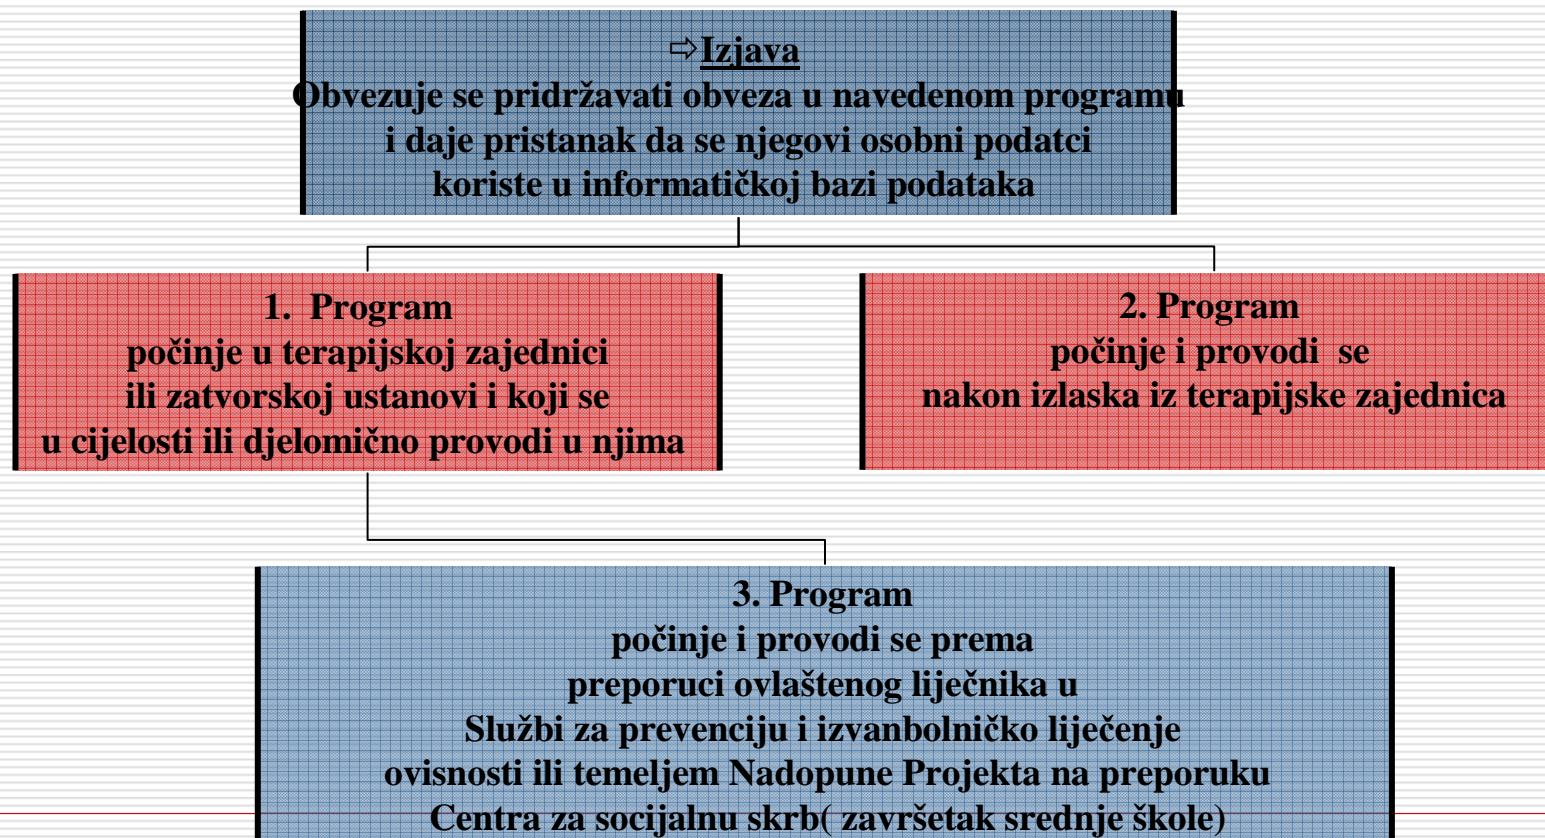 ⇨Izjava
Obvezuje se pridržavati obveza u navedenom programu
i daje pristanak da se njegovi osobni podatci
koriste u informatičkoj bazi podataka
1. Program
počinje u terapijskoj zajednici
ili zatvorskoj ustanovi i koji se
u cijelosti ili djelomično provodi u njima
2. Program
počinje i provodi se
nakon izlaska iz terapijske zajednica
3. Program
počinje i provodi se prema
preporuci ovlaštenog liječnika u
Službi za prevenciju i izvanbolničko liječenje
ovisnosti ili temeljem Nadopune Projekta na preporuku
Centra za socijalnu skrb( završetak srednje škole)